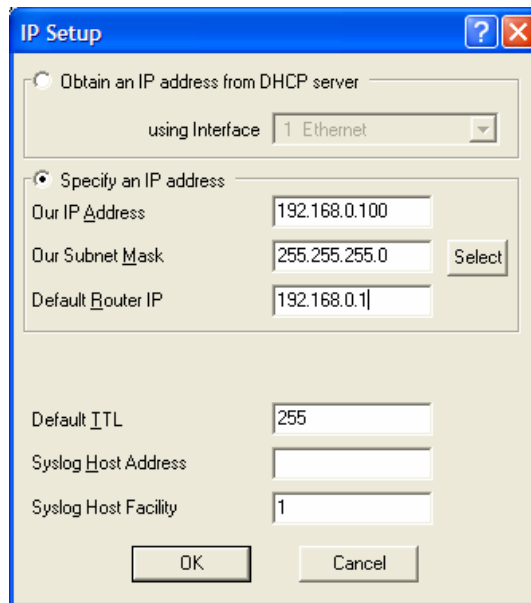 IP Setup
Obtain an IP address from DHCP server
using Interface 1 Ethernet
Specify an IP address
Our IP Address 192.168.0.100
Our Subnet Mask 255.255.255.0 Select
Default Router IP 192.168.0.1
Default TTL 255
Syslog Host Address
Syslog Host Facility 1
OK Cancel